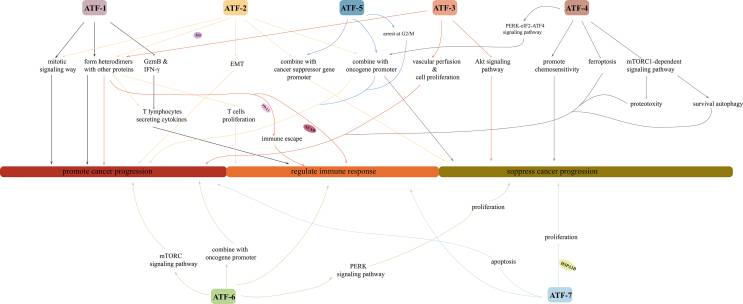 ATF-1
ATF-2
ATF-5
ATF-3
ATF-4
PERK-eIF2-ATF4
signaling pathway
arrest at G2/M
mitotic
signaling way
form heterodimers
with other proteins
GzmB &
IFN-γ
EMT
combine with
cancer suppressor gene
promoter
combine with
oncogene promoter
vascular perfusion
&
cell proliferation
Akt signaling
pathway
promote
chemosensitivity
ferroptosis
mTORC1-dependent
signaling pathway
proteotoxity
survival autophagy
T lymphocytes
secreting cytokines
T cells
proliferation
immune escape
promote cancer progression
regulate immune response
suppress cancer progression
proliferation
mTORC
signaling pathway
combine with
oncogene promoter
PERK
signaling pathway
apoptosis
proliferation
ATF-6
ATF-7